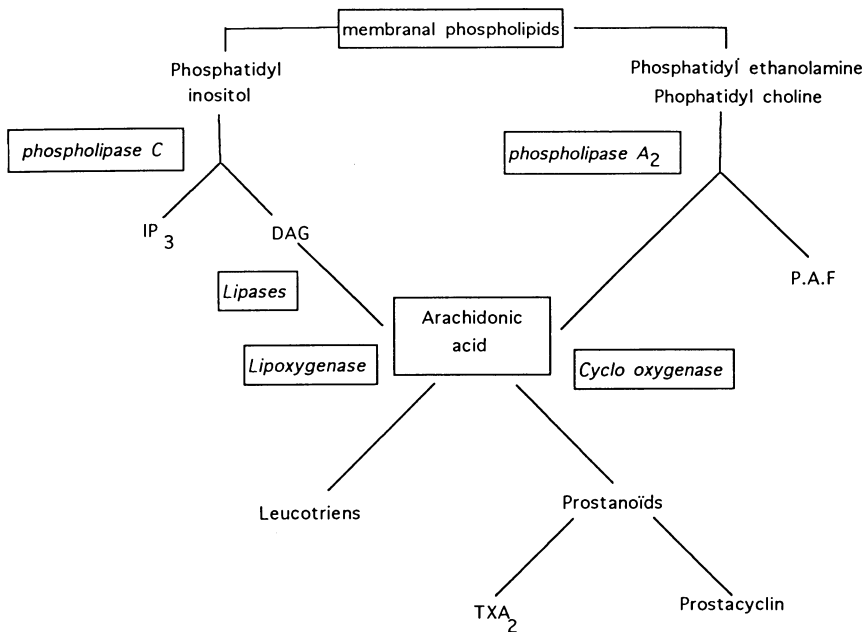 membranal phospholipids
Phosphatidyl
inositol
Phosphatidyl ethanolamine
Phophatidyl choline
phospholipase C
phospholipase A2
IP3
DAG
P.A.F
Lipases
Arachidonic
acid
Lipoxygenase
Cyclo oxygenase
Leucotriens
Prostanoïds
TXA2
Prostacyclin